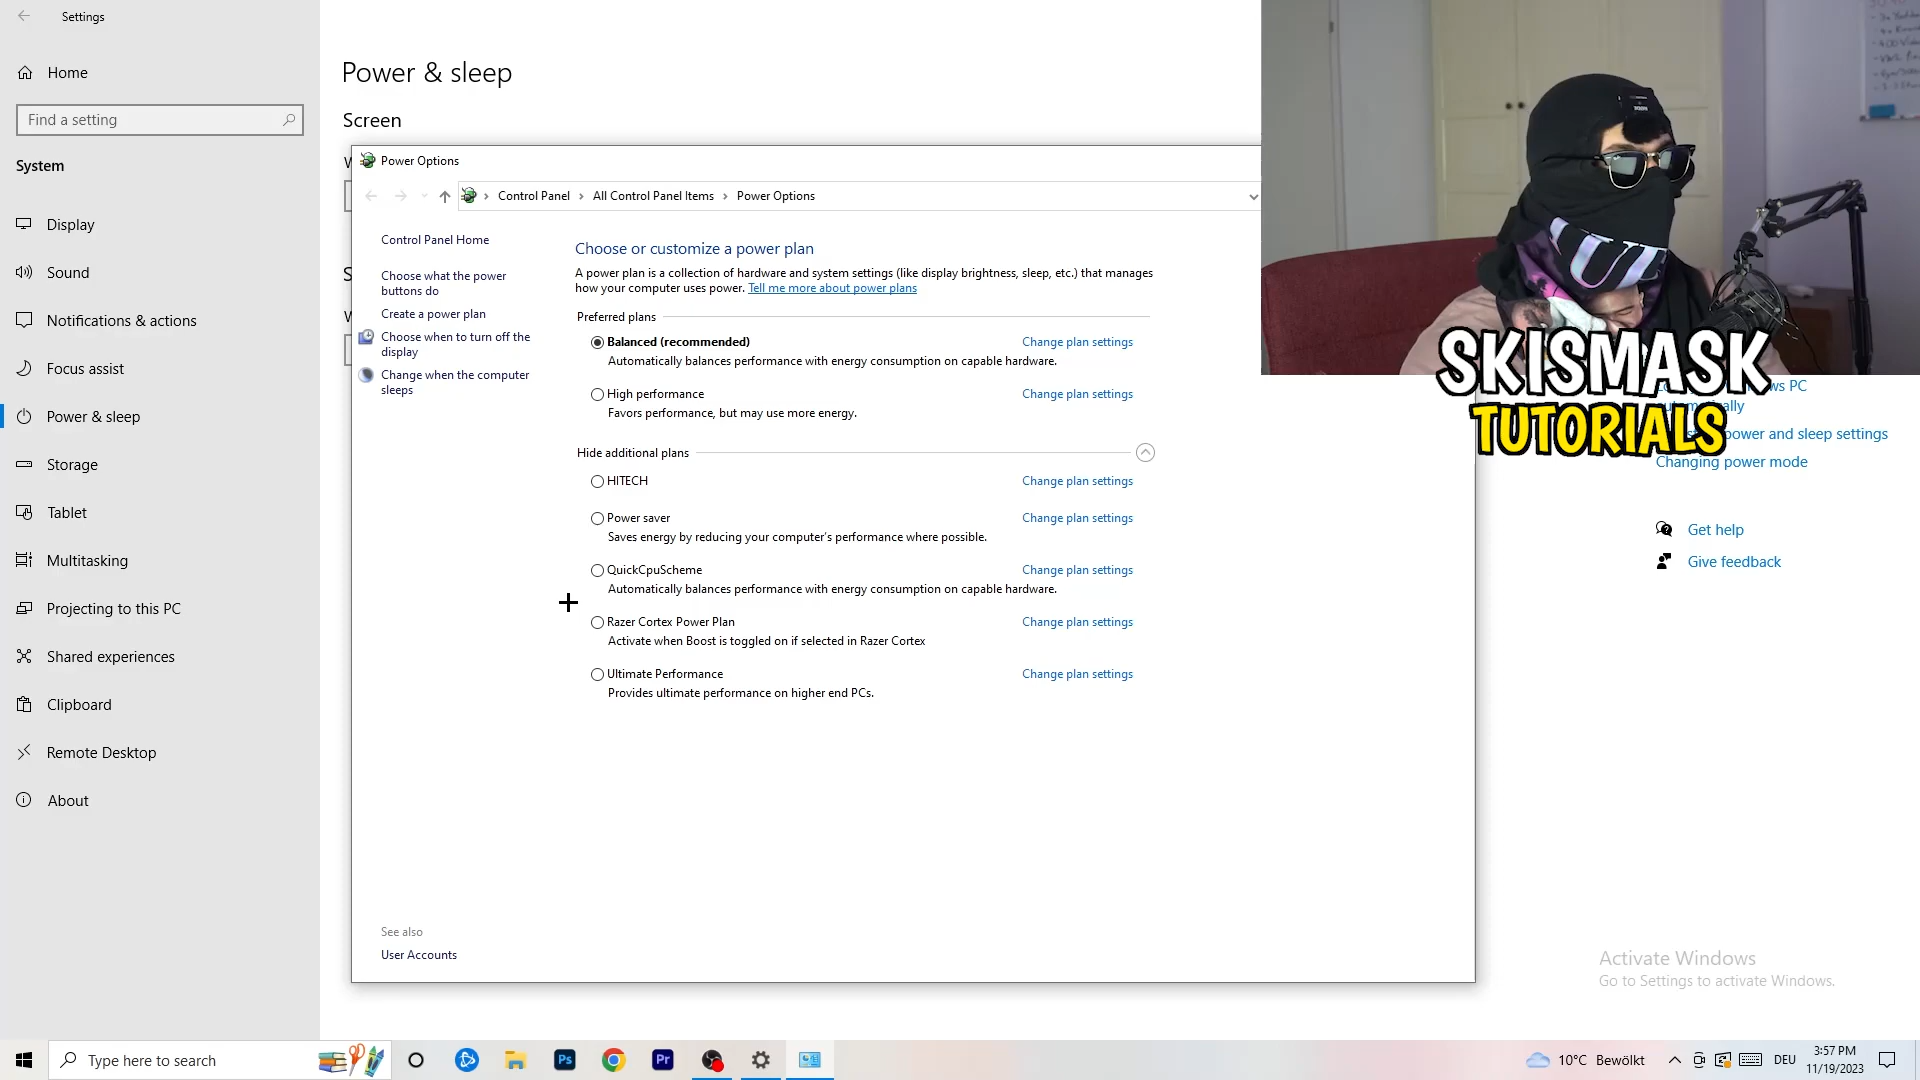 Settings
Home
Find a setting
System
Display
Sound
Notifications & actions
Focus assist
Power & sleep
Storage
Tablet
Multitasking
Projecting to this PC
Shared experiences
Clipboard
Remote Desktop
About
Power & sleep
Screen
Power Options
Control Panel
All Control Panel Items
Power Options
Control Panel Home
Choose what the power
buttons do
Create a power plan
Choose when to turn off the
display
Change when the computer
sleeps
Choose or customize a power plan
A power plan is a collection of hardware and system settings (like display brightness, sleep, etc.) that manages
how your computer uses power. Tell me more about power plans
Preferred plans
Balanced (recommended)
Change plan settings
Automatically balances performance with energy consumption on capable hardware.
High performance
Change plan settings
Favors performance, but may use more energy.
Hide additional plans
HITECH
Change plan settings
Power saver
Change plan settings
Saves energy by reducing your computer's performance where possible.
QuickCpuScheme
Change plan settings
Automatically balances performance with energy consumption on capable hardware.
Razer Cortex Power Plan
Change plan settings
Activate when Boost is toggled on if selected in Razer Cortex
Ultimate Performance
Change plan settings
Provides ultimate performance on higher end PCs.
See also
User Accounts
SKISMASK
TUTORIALS
PC
power and sleep settings
Changing power mode
Get help
Give feedback
Activate Windows
Go to Settings to activate Windows.
Type here to search
Ps
Pr
10°C Bewölkt
DEU
3:57 PM
11/19/2023